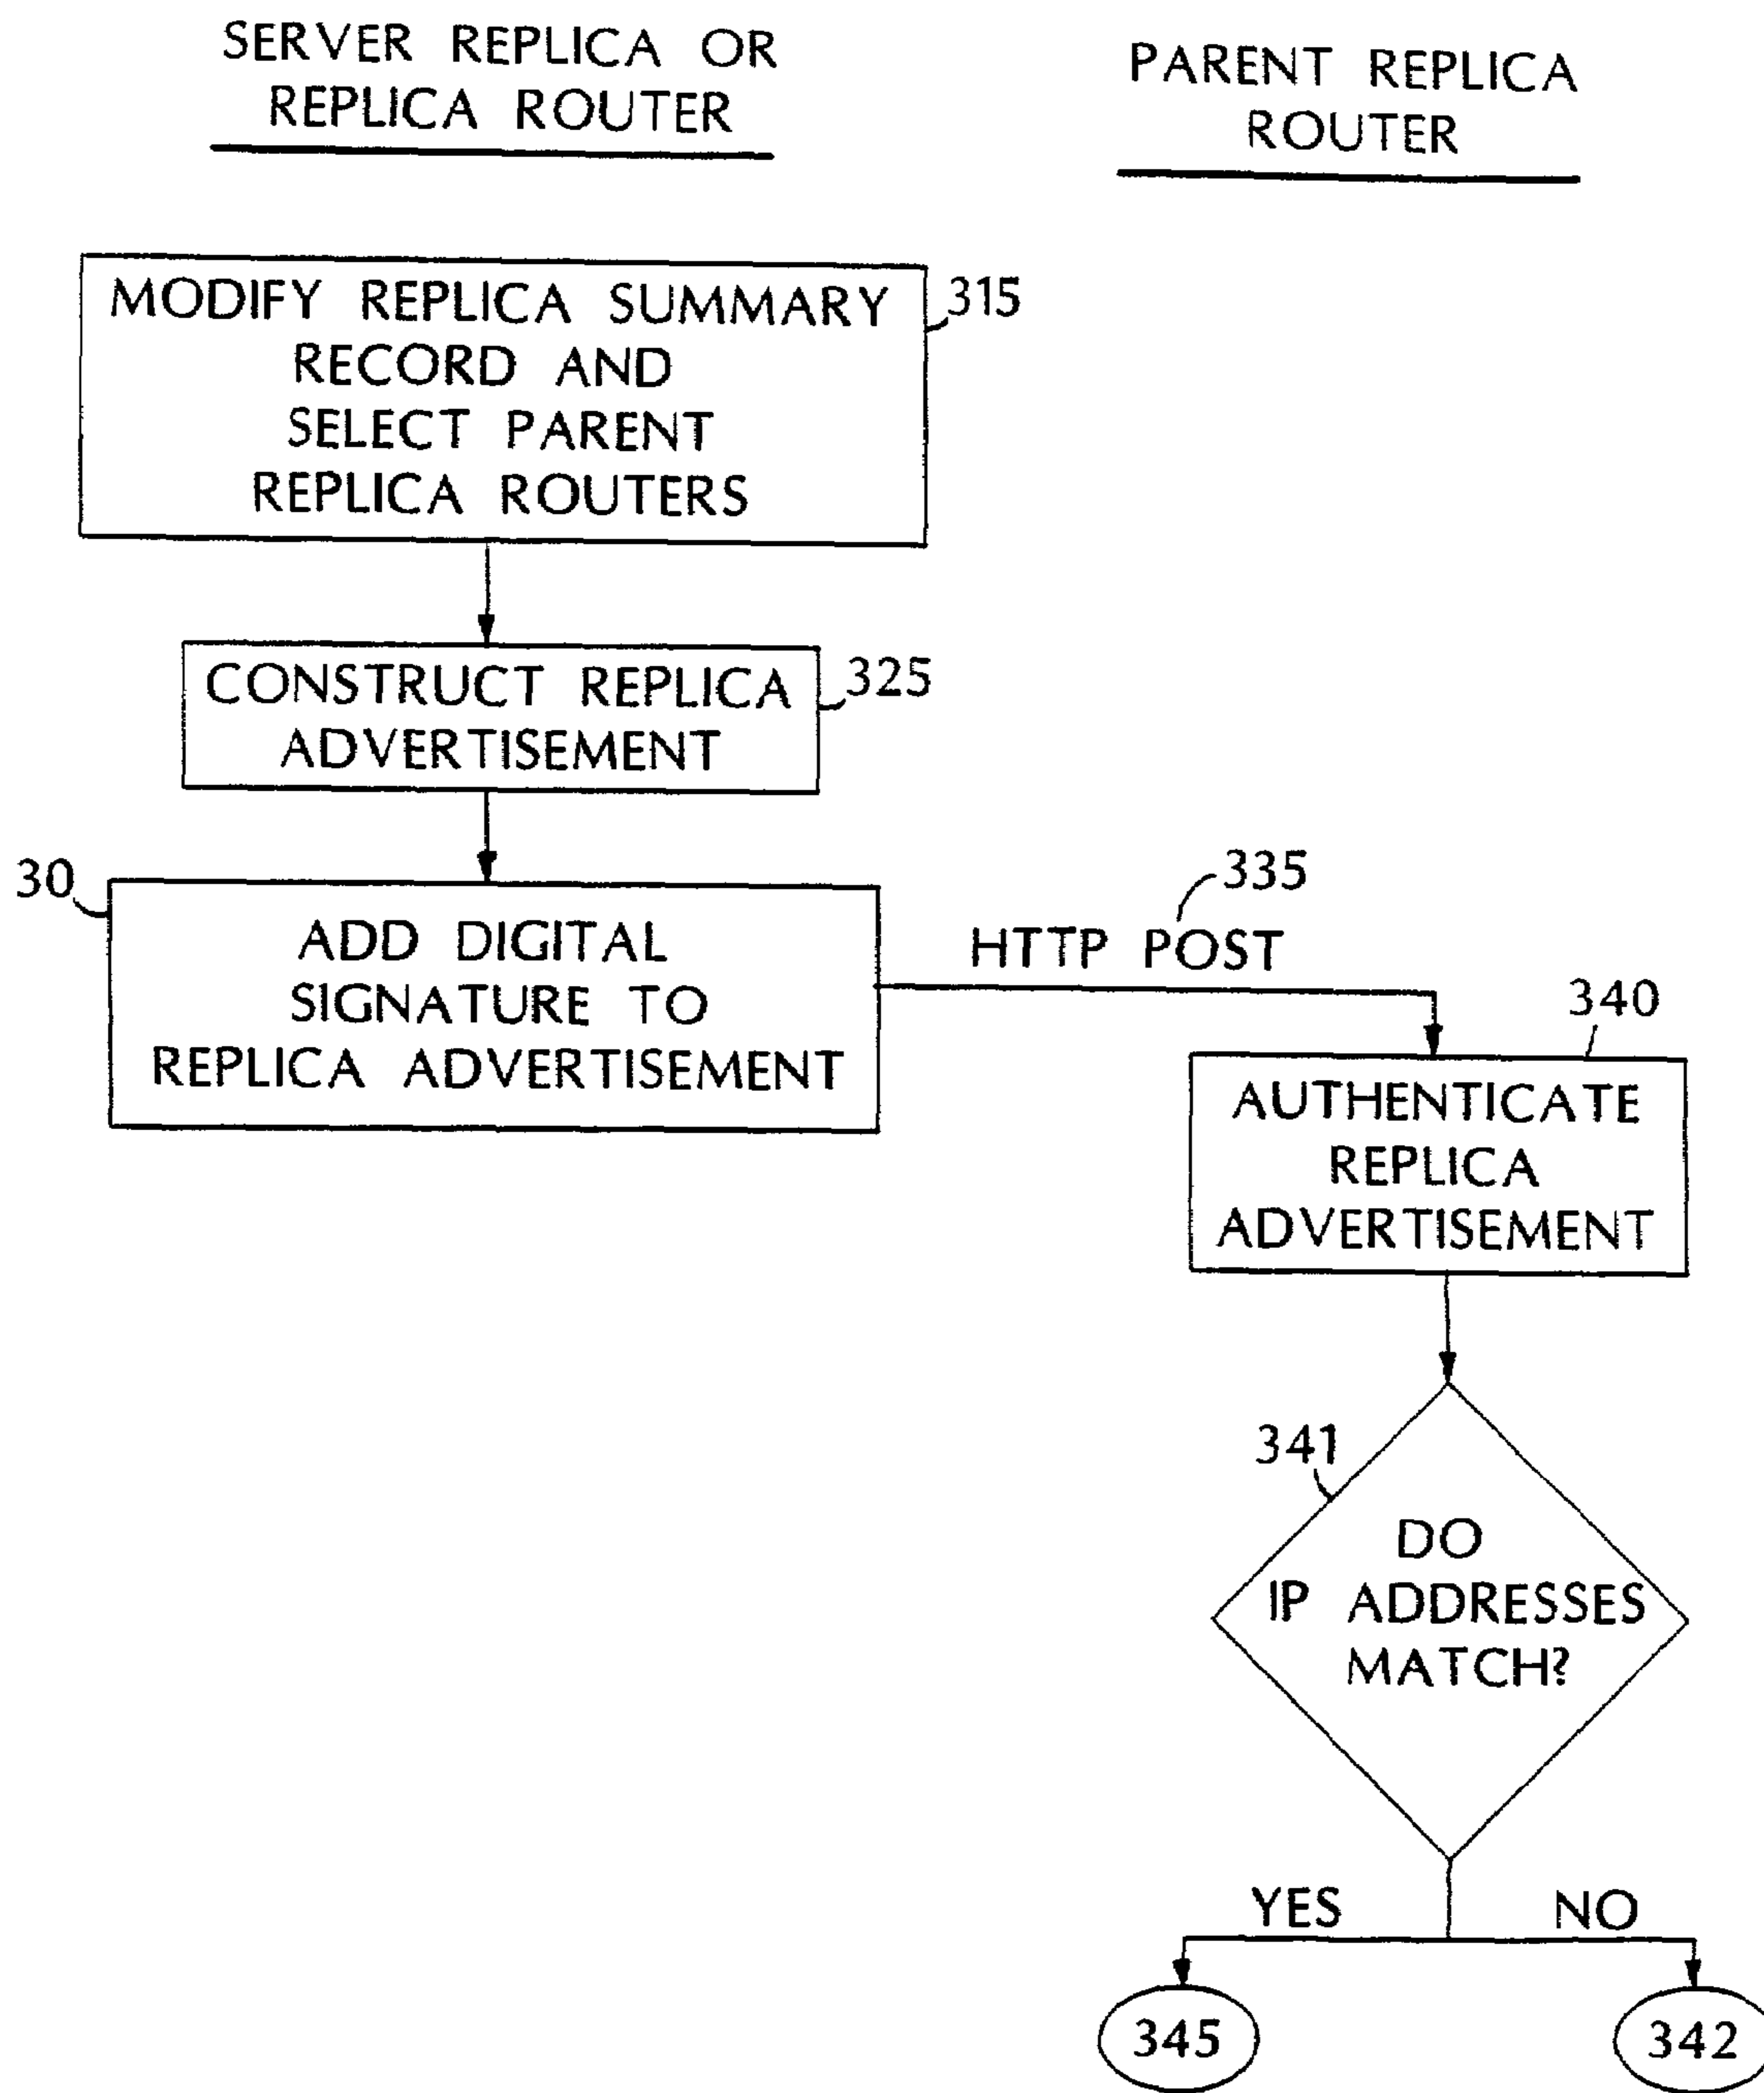 SERVER REPLICA OR
REPLICA ROUTER
PARENT REPLICA
ROUTER
MODIFY REPLICA SUMMARY
RECORD AND
SELECT PARENT
REPLICA ROUTERS
315
CONSTRUCT REPLICA
ADVERTISEMENT
325
30
ADD DIGITAL
SIGNATURE TO
REPLICA ADVERTISEMENT
335
HTTP POST
340
AUTHENTICATE
REPLICA
ADVERTISEMENT
341
DO
IP ADDRESSES
MATCH?
YES
NO
345
342